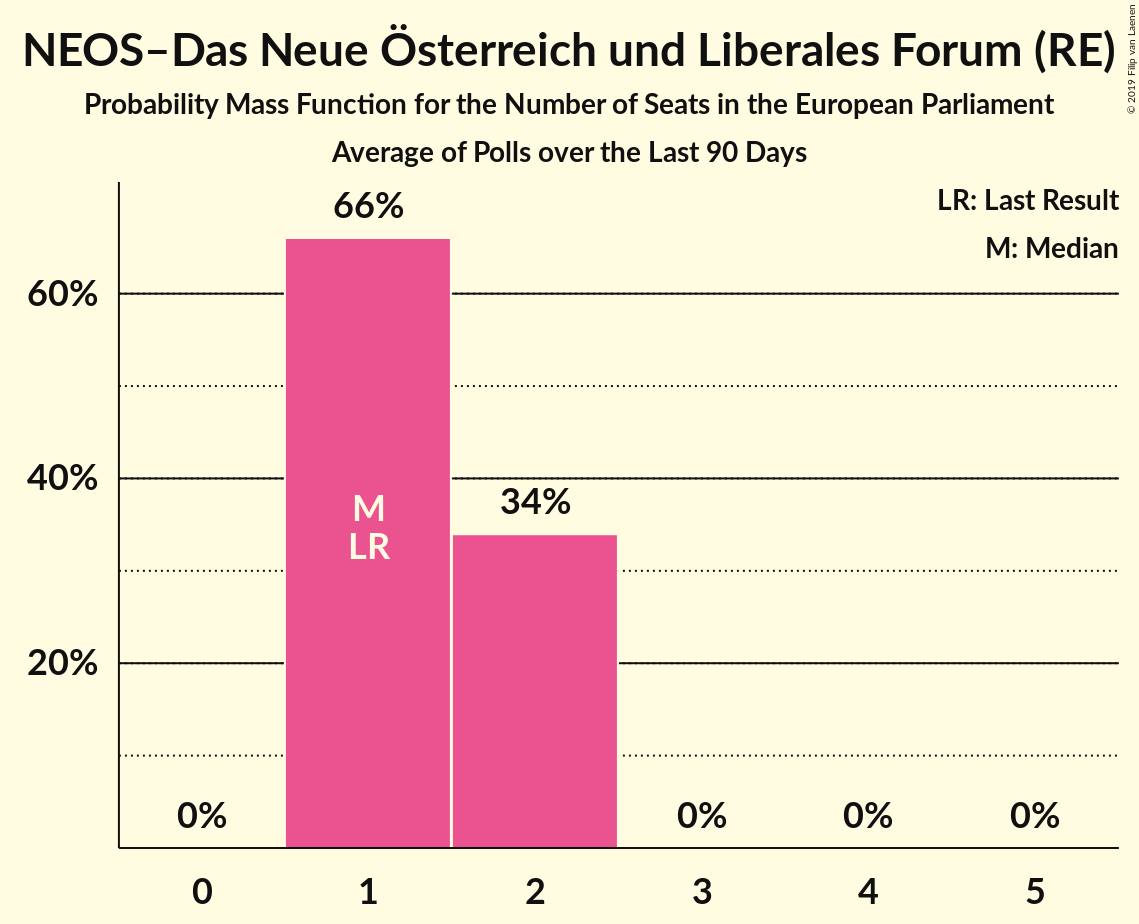 NEOS–Das Neue Österreich und Liberales Forum (RE)
Probability Mass Function for the Number of Seats in the European Parliament
Average of Polls over the Last 90 Days
© 2019 Filip van Laenen
LR: Last Result
M: Median
66%
60%
40%
34%
M
LR
20%
0%
0%
0%
0%
0
1
2
3
4
5